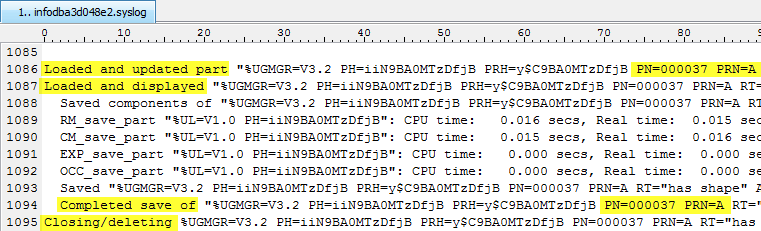 1.. infodba3d048e2.syslog
0 10 20 30 40 50 60 70 80
1085
1086 Loaded and updated part "%UGMGR=V3.2 PH=iiN9BA0MTzDfjB PRH=y$C9BA0MTzDfjB PN=000037 PRN=A
1087 Loaded and displayed "%UGMGR=V3.2 PH=iiN9BA0MTzDfjB PRH=y$C9BA0MTzDfjB PN=000037 PRN=A RT=
1088 Saved components of "%UGMGR=V3.2 PH=iiN9BA0MTzDfjB PRH=y$C9BA0MTzDfjB PN=000037 PRN=A RT
1089 RM_save_part "%UL=V1.0 PH=iiN9BA0MTzDfjB": CPU time: 0.016 secs, Real time: 0.015 sec
1090 CM_save_part "%UL=V1.0 PH=iiN9BA0MTzDfjB": CPU time: 0.015 secs, Real time: 0.016 sec
1091 EXP_save_part "%UL=V1.0 PH=iiN9BA0MTzDfjB": CPU time: 0.000 secs, Real time: 0.000 se
1092 OCC_save_part "%UL=V1.0 PH=iiN9BA0MTzDfjB": CPU time: 0.000 secs, Real time: 0.000 se
1093 Saved "%UGMGR=V3.2 PH=iiN9BA0MTzDfjB PRH=y$C9BA0MTzDfjB PN=000037 PRN=A RT="has shape" A
1094 Completed save of "%UGMGR=V3.2 PH=iiN9BA0MTzDfjB PRH=y$C9BA0MTzDfjB PN=000037 PRN=A RT="
1095 Closing/deleting %UGMGR=V3.2 PH=iiN9BA0MTzDfjB PRH=y$C9BA0MTzDfjB PN=000037 PRN=A RT="has